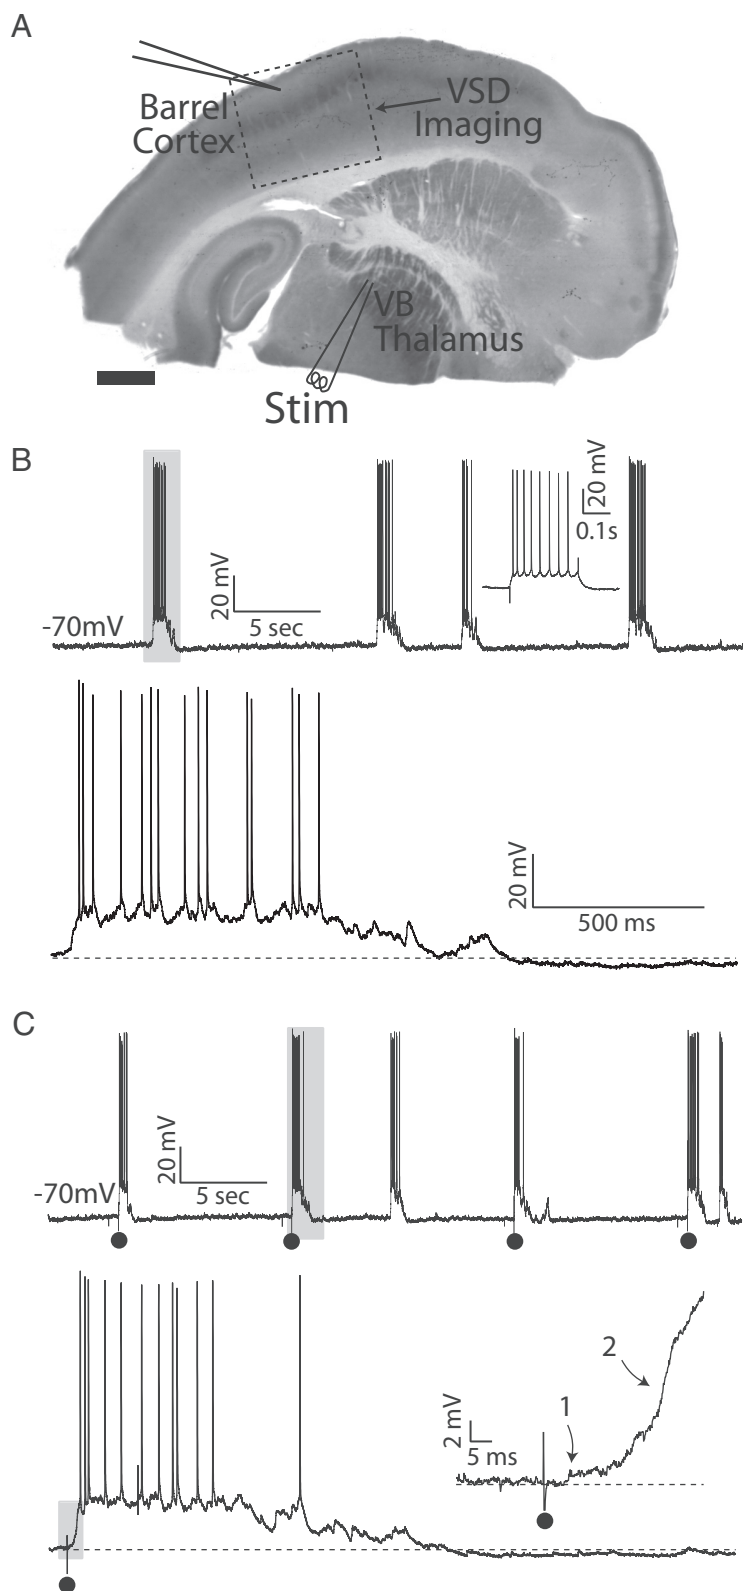 A
Barrel
Cortex
VSD
Imaging
VB
Thalamus
Stim
B
20 mV
0.1s
20 mV
5 sec
-70mV
20 mV
500 ms
C
20 mV
5 sec
-70mV
2
1
2 mV
5 ms